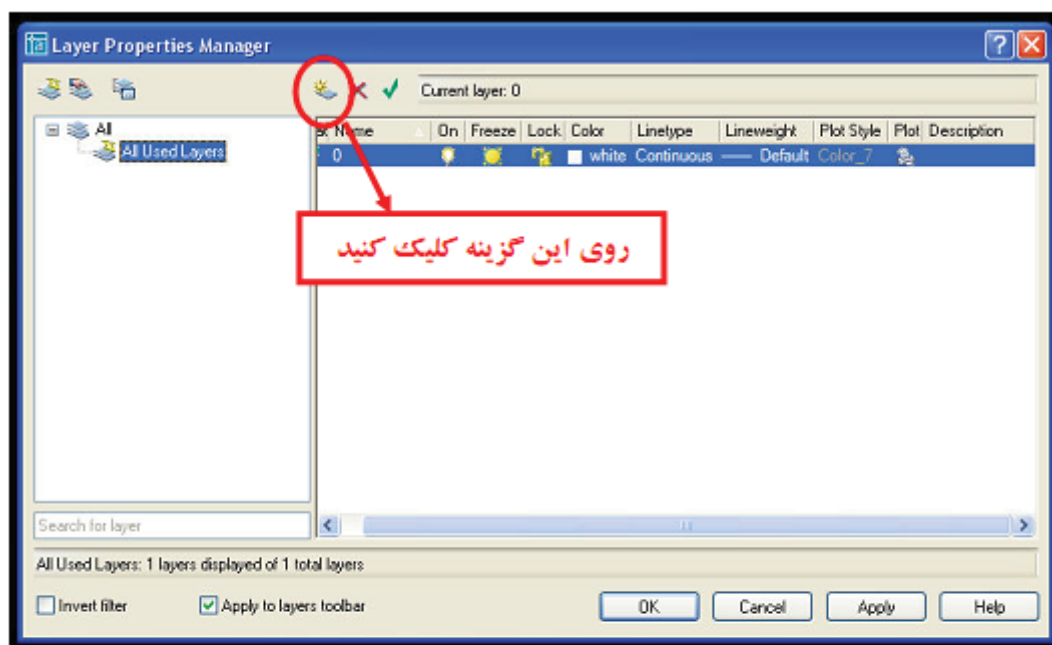 Layer Properties Manager
Current layer: 0
All
All Used Layers
Name On Freeze Lock Color Linetype Lineweight Plot Style Plot Description
0 white Continuous Default Color_7
روی این گزینه کلیک کنید
Search for layer
All Used Layers: 1 layers displayed of 1 total layers
Invert filter Apply to layers toolbar OK Cancel Apply Help